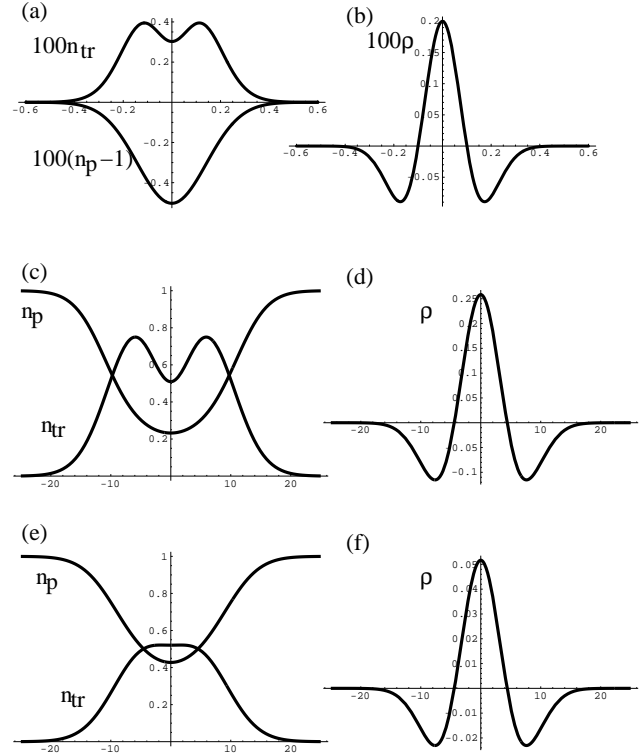 (a)
100n_tr
0.4
0.2
-0.6 -0.4 -0.2 0.2 0.4 0.6
-0.2
100(n_p−1)
-0.4
(b)
100ρ
0.2
0.15
0.1
0.05
-0.6 -0.4 -0.2 0.2 0.4 0.6
-0.05
(c)
n_p
1
0.8
0.6
0.4
n_tr
0.2
-20 -10 10 20
(d)
ρ
0.25
0.2
0.15
0.1
0.05
-20 -10 10 20
-0.05
-0.1
(e)
n_p
1
0.8
0.6
0.4
n_tr
0.2
-20 -10 10 20
(f)
ρ
0.05
0.04
0.03
0.02
0.01
-20 -10 10 20
-0.01
-0.02